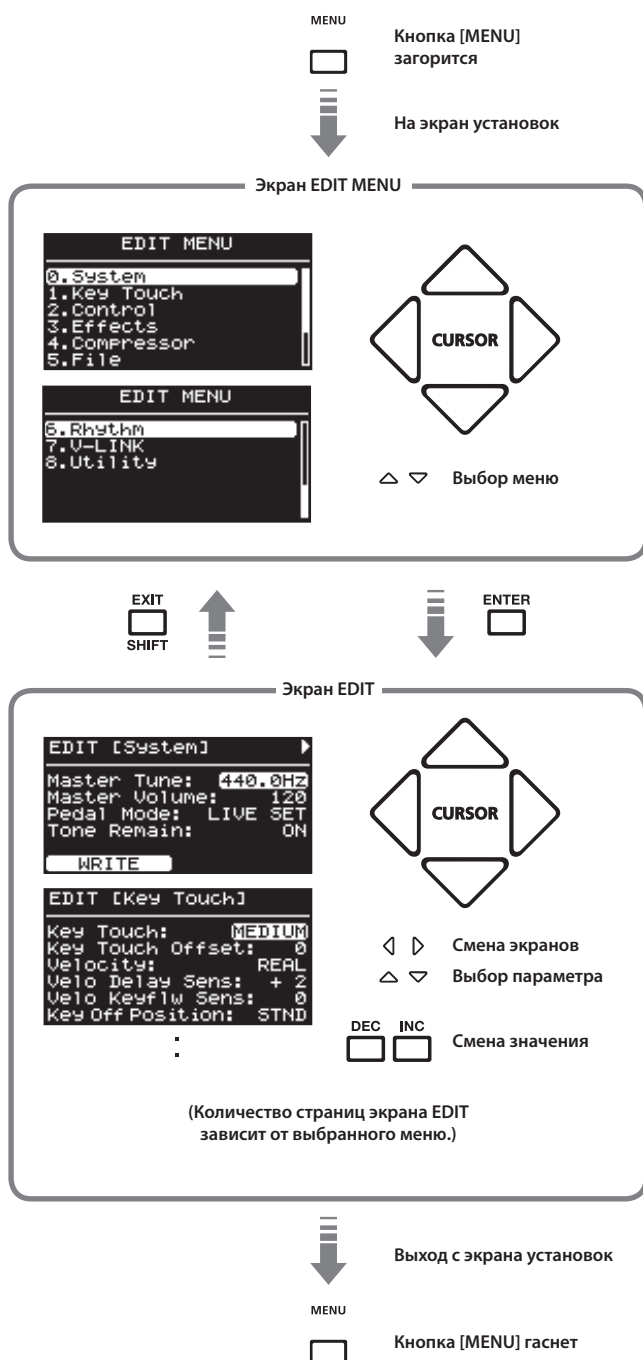 MENU
Кнопка [MENU]
загорится
На экран установок
Экран EDIT MENU
EDIT MENU
0.System
1.Key Touch
2.Control
3.Effects
4.Compressor
5.File
EDIT MENU
6.Rhythm
7.V-LINK
8.Utility
CURSOR
△ ▽ Выбор меню
EXIT
SHIFT
ENTER
Экран EDIT
EDIT [System]
Master Tune: 440.0Hz
Master Volume: 120
Pedal Mode: LIVE SET
Tone Remain: ON
WRITE
EDIT [Key Touch]
Key Touch: MEDIUM
Key Touch Offset: 0
Velocity: REAL
Velo Delay Sens: + 2
Velo Keyflw Sens: 0
Key Off Position: STND
:
CURSOR
◁ ▷ Смена экранов
△ ▽ Выбор параметра
DEC INC
Смена значения
(Количество страниц экрана EDIT
зависит от выбранного меню.)
Выход с экрана установок
MENU
Кнопка [MENU] гаснет